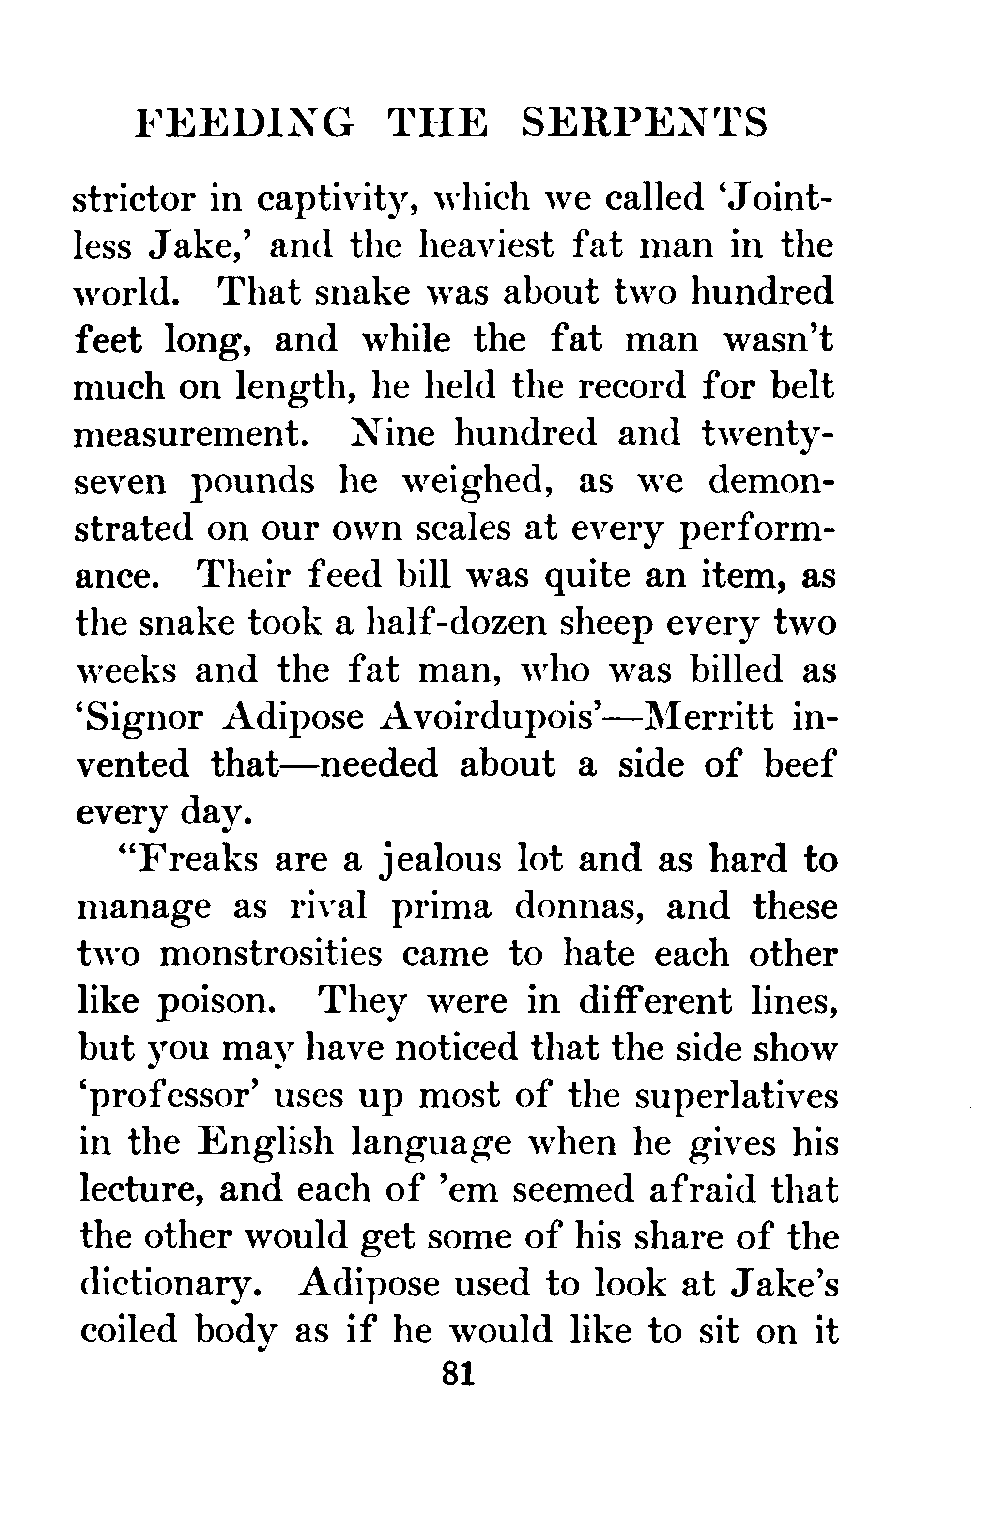 FEEDING THE SERPENTS
strictor in captivity, which we called ‘Joint-
less Jake,’ and the heaviest fat man in the
world. That snake was about two hundred
feet long, and while the fat man wasn’t
much on length, he held the record for belt
measurement. Nine hundred and twenty-
seven pounds he weighed, as we demon-
strated on our own scales at every perform-
ance. Their feed bill was quite an item, as
the snake took a half-dozen sheep every two
weeks and the fat man, who was billed as
‘Signor Adipose Avoirdupois’—Merritt in-
vented that—needed about a side of beef
every day.
“Freaks are a jealous lot and as hard to
manage as rival prima donnas, and these
two monstrosities came to hate each other
like poison. They were in different lines,
but you may have noticed that the side show
‘professor’ uses up most of the superlatives
in the English language when he gives his
lecture, and each of ’em seemed afraid that
the other would get some of his share of the
dictionary. Adipose used to look at Jake’s
coiled body as if he would like to sit on it
81